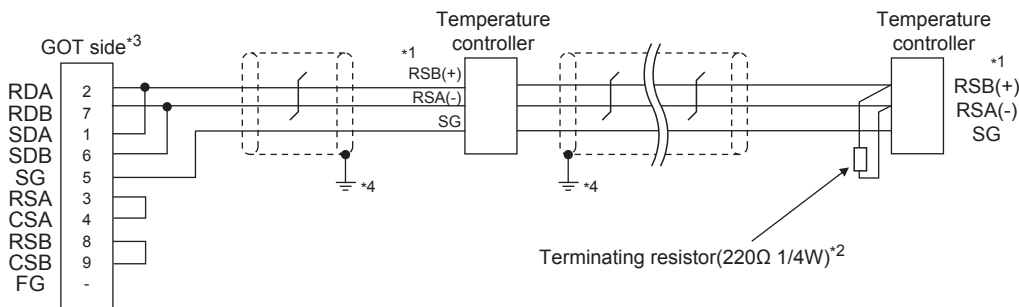 GOT side*3
RDA 2
RDB 7
SDA 1
SDB 6
SG 5
RSA 3
CSA 4
RSB 8
CSB 9
FG -
*4
Temperature
controller
*1
RSB(+)
RSA(-)
SG
*4
Temperature
controller
*1
RSB(+)
RSA(-)
SG
Terminating resistor(220Ω 1/4W)*2